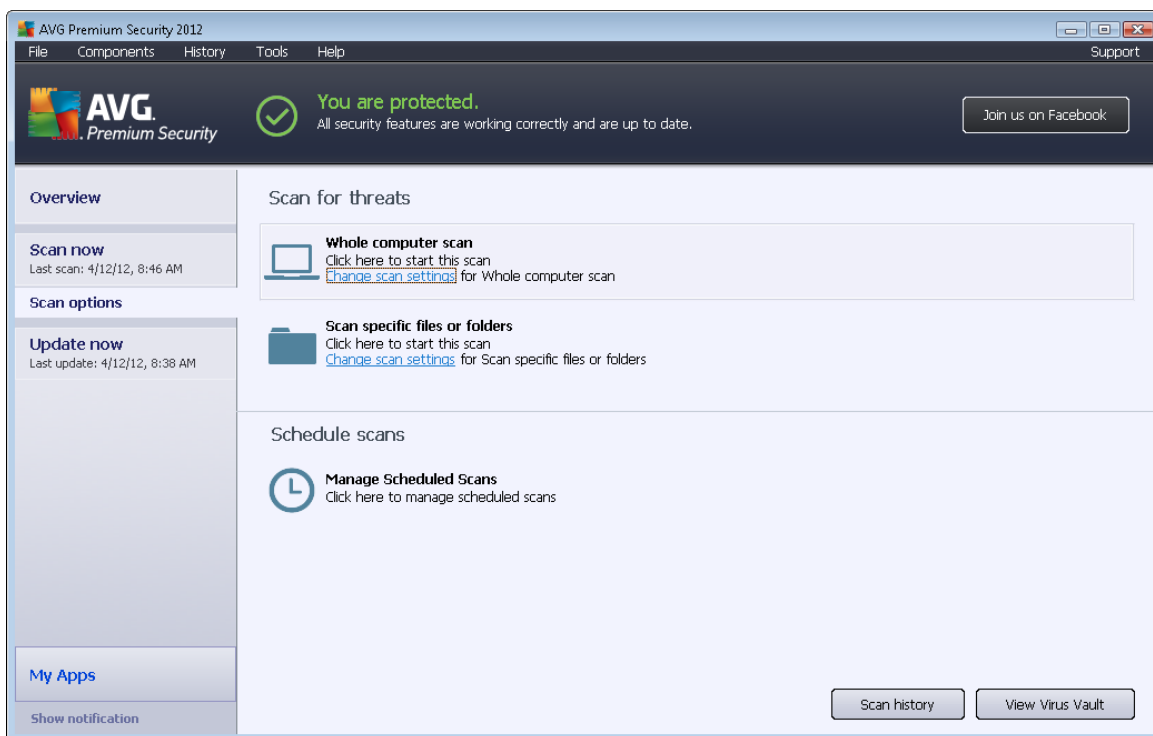 AVG Premium Security 2012
File Components History Tools Help Support
AVG.
Premium Security
You are protected.
All security features are working correctly and are up to date.
Join us on Facebook
Overview
Scan now
Last scan: 4/12/12, 8:46 AM
Scan options
Update now
Last update: 4/12/12, 8:38 AM
My Apps
Show notification
Scan for threats
Whole computer scan
Click here to start this scan
Change scan settings for Whole computer scan
Scan specific files or folders
Click here to start this scan
Change scan settings for Scan specific files or folders
Schedule scans
Manage Scheduled Scans
Click here to manage scheduled scans
Scan history
View Virus Vault